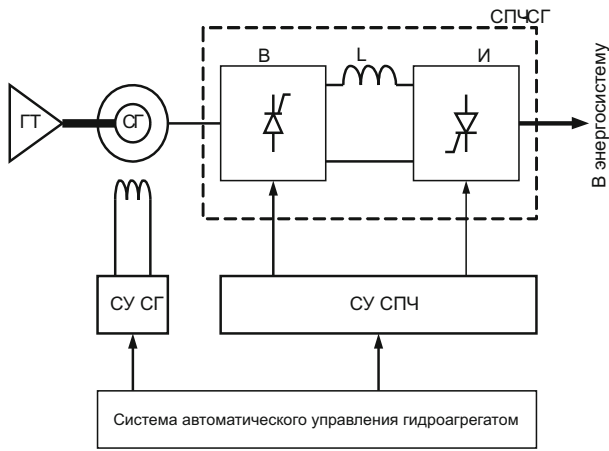 СПЧСГ
В
L
И
ГТ
СГ
В энергосистему
СУ СГ
СУ СПЧ
Система автоматического управления гидроагрегатом